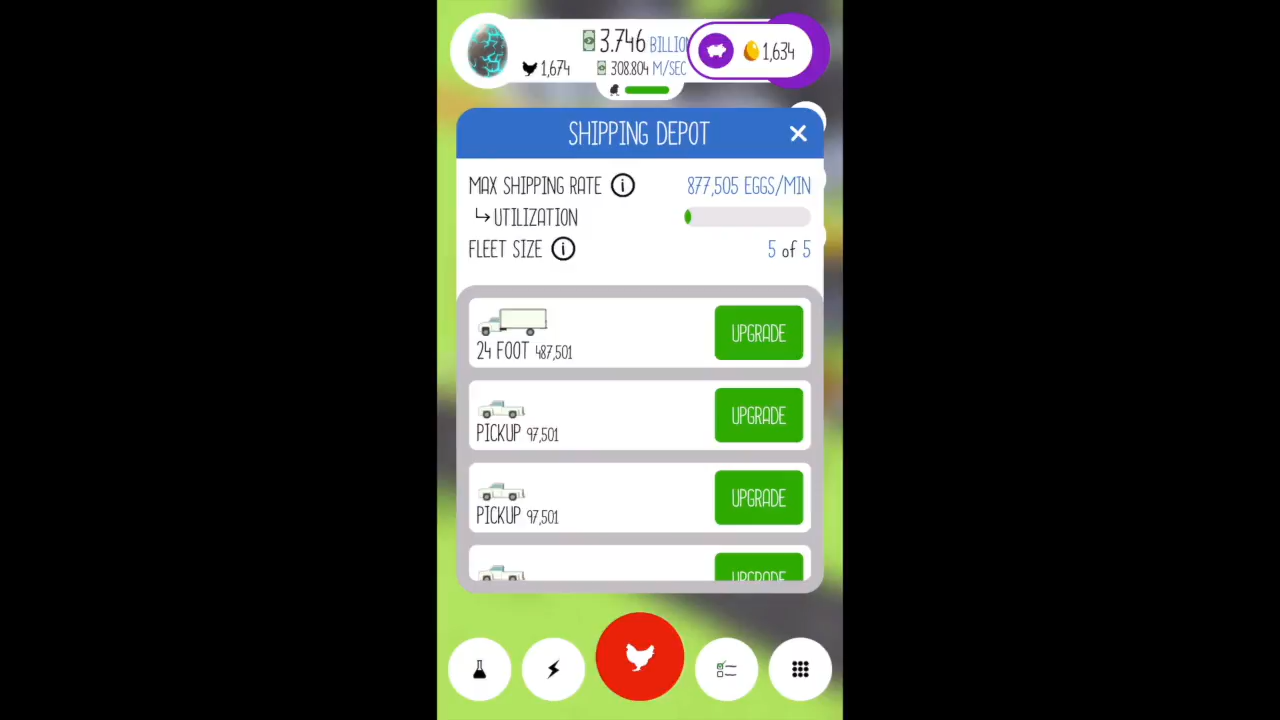 3.746 BILLION
1,634
1,674
308.804 M/SEC
SHIPPING DEPOT
MAX SHIPPING RATE
877,505 EGGS/MIN
UTILIZATION
FLEET SIZE
5 of 5
24 FOOT 487,501
UPGRADE
PICKUP 97,501
UPGRADE
PICKUP 97,501
UPGRADE
UPGRADE